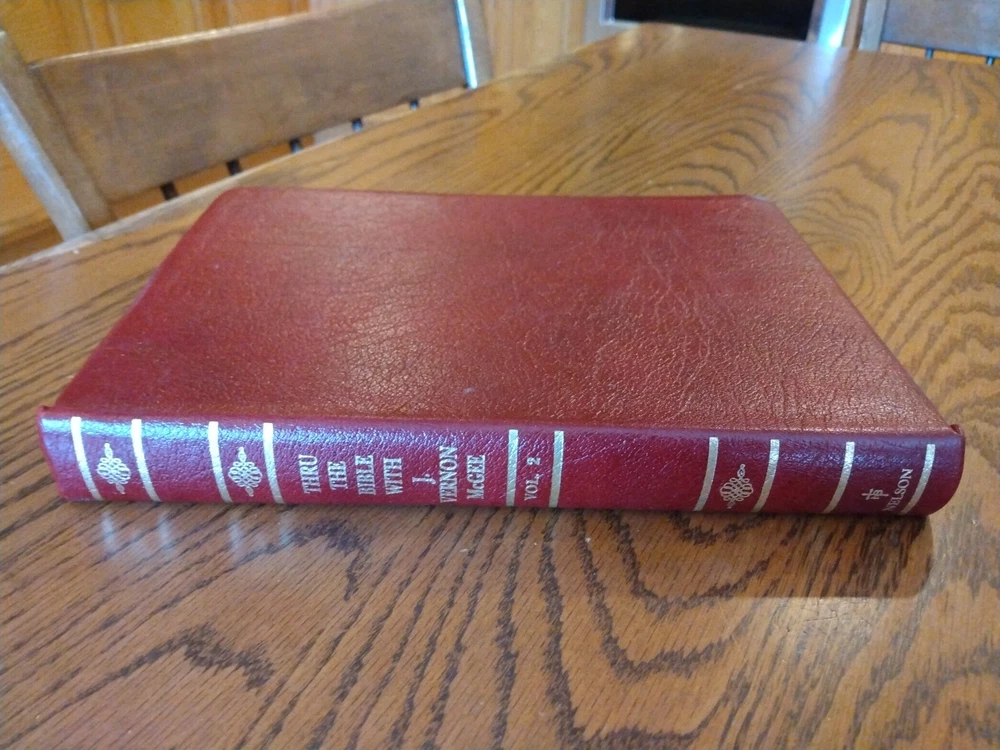 THRU
THE
BIBLE
WITH
J.
VERNON
McGEE
VOL. 2
NELSON